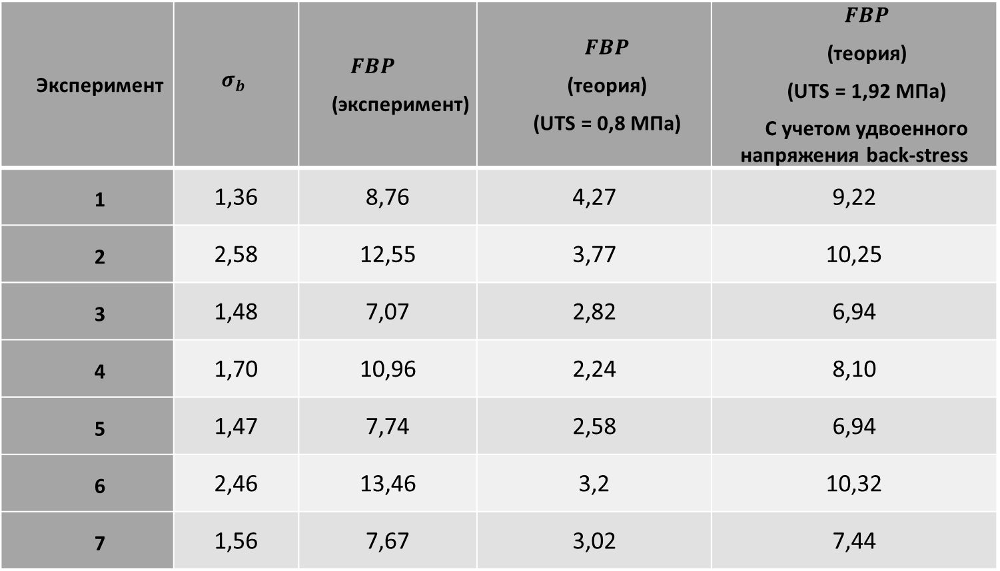 Эксперимент
σ_b
FBP
(эксперимент)
FBP
(теория)
(UTS = 0,8 МПа)
FBP
(теория)
(UTS = 1,92 МПа)
С учетом удвоенного
напряжения back-stress
1 1,36 8,76 4,27 9,22
2 2,58 12,55 3,77 10,25
3 1,48 7,07 2,82 6,94
4 1,70 10,96 2,24 8,10
5 1,47 7,74 2,58 6,94
6 2,46 13,46 3,2 10,32
7 1,56 7,67 3,02 7,44